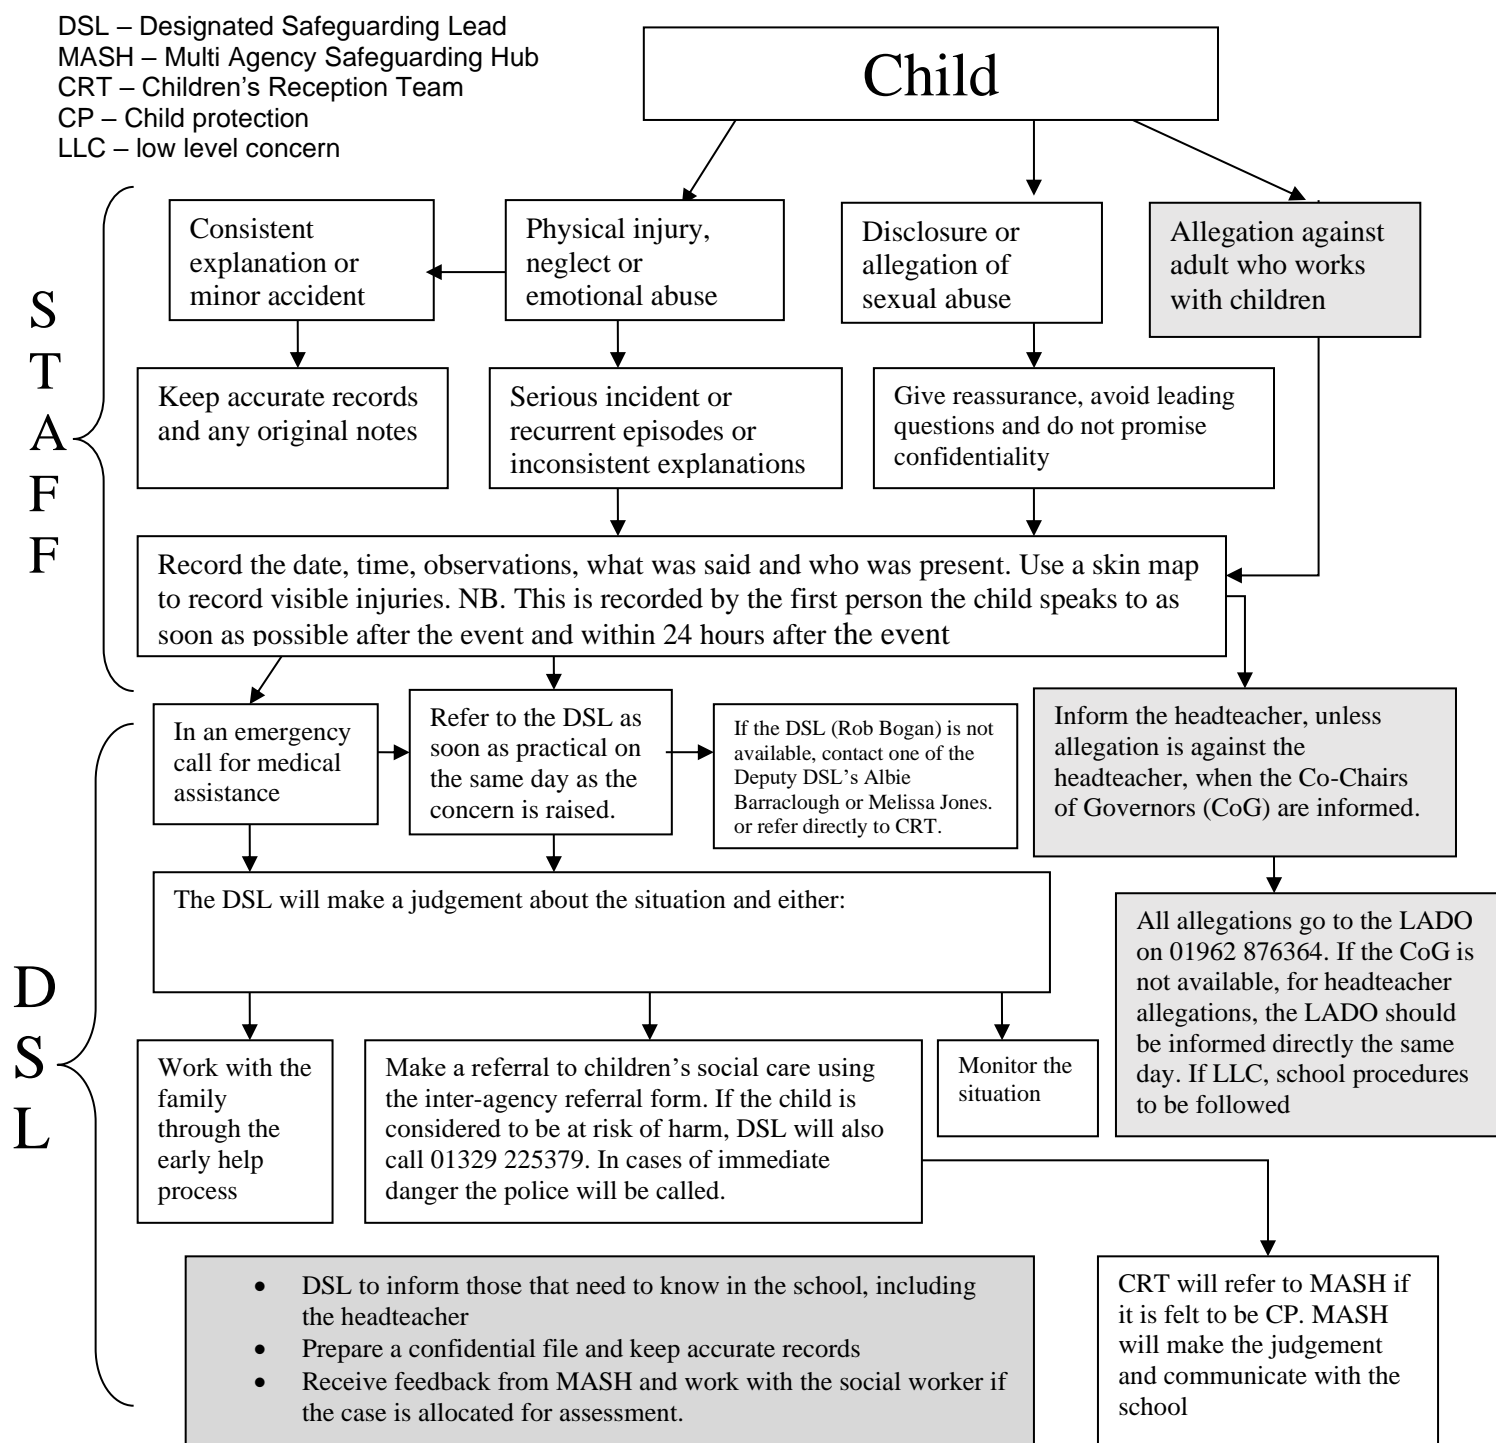 DSL – Designated Safeguarding Lead
MASH – Multi Agency Safeguarding Hub
CRT – Children's Reception Team
CP – Child protection
LLC – low level concern
Child
S
T
A
F
F
Consistent
explanation or
minor accident
Physical injury,
neglect or
emotional abuse
Disclosure or
allegation of
sexual abuse
Allegation against
adult who works
with children
Keep accurate records
and any original notes
Serious incident or
recurrent episodes or
inconsistent explanations
Give reassurance, avoid leading
questions and do not promise
confidentiality
Record the date, time, observations, what was said and who was present. Use a skin map
to record visible injuries. NB. This is recorded by the first person the child speaks to as
soon as possible after the event and within 24 hours after the event
D
S
L
In an emergency
call for medical
assistance
Refer to the DSL as
soon as practical on
the same day as the
concern is raised.
If the DSL (Rob Bogan) is not
available, contact one of the
Deputy DSL's Albie
Barraclough or Melissa Jones.
or refer directly to CRT.
Inform the headteacher, unless
allegation is against the
headteacher, when the Co-Chairs
of Governors (CoG) are informed.
The DSL will make a judgement about the situation and either:
All allegations go to the LADO
on 01962 876364. If the CoG is
not available, for headteacher
allegations, the LADO should
be informed directly the same
day. If LLC, school procedures
to be followed
Work with the
family
through the
early help
process
Make a referral to children's social care using
the inter-agency referral form. If the child is
considered to be at risk of harm, DSL will also
call 01329 225379. In cases of immediate
danger the police will be called.
Monitor the
situation
• DSL to inform those that need to know in the school, including
the headteacher
• Prepare a confidential file and keep accurate records
• Receive feedback from MASH and work with the social worker if
the case is allocated for assessment.
CRT will refer to MASH if
it is felt to be CP. MASH
will make the judgement
and communicate with the
school